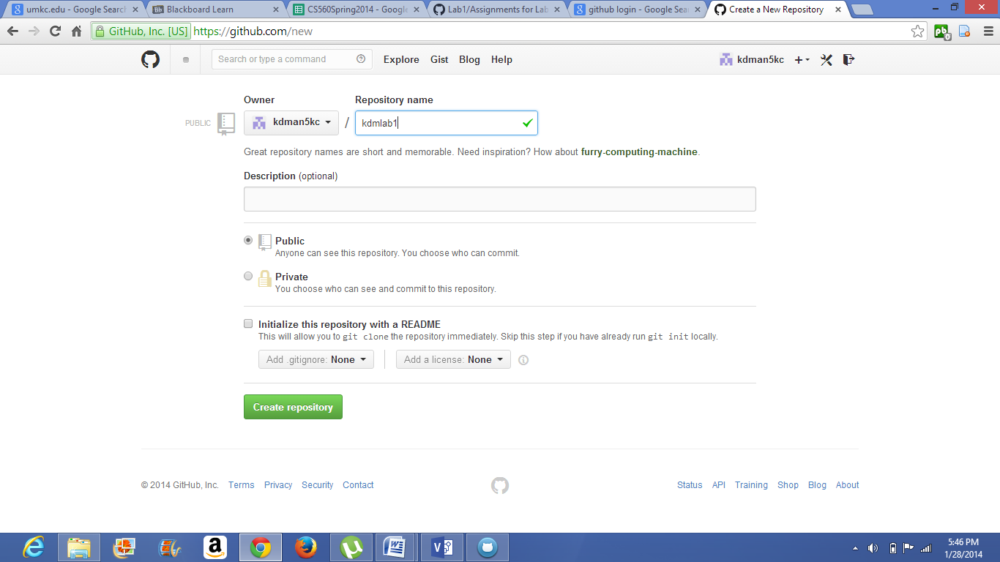 umkc.edu - Google Search
Blackboard Learn
CS560Spring2014 - Google
Lab1/Assignments for Lab
github login - Google Sea
Create a New Repository
GitHub, Inc. [US] https://github.com/new
pb 0
Search or type a command
Explore Gist Blog Help
kdman5kc
Owner Repository name
PUBLIC kdman5kc / kdmlab1
Great repository names are short and memorable. Need inspiration? How about furry-computing-machine.
Description (optional)
Public
Anyone can see this repository. You choose who can commit.
Private
You choose who can see and commit to this repository.
Initialize this repository with a README
This will allow you to git clone the repository immediately. Skip this step if you have already run git init locally.
Add .gitignore: None Add a license: None
Create repository
© 2014 GitHub, Inc. Terms Privacy Security Contact
Status API Training Shop Blog About
5:46 PM
1/28/2014